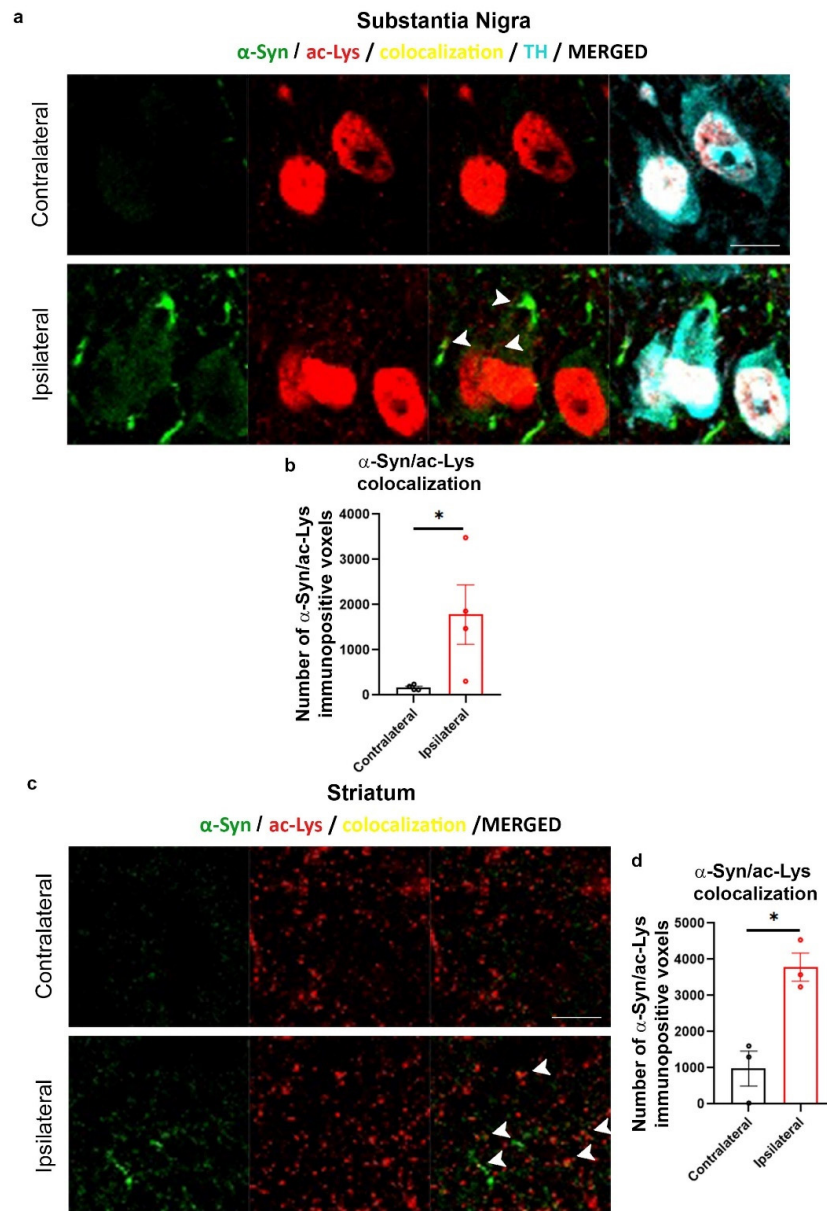 a
Substantia Nigra
α-Syn / ac-Lys / colocalization / TH / MERGED
Contralateral
Ipsilateral
b
α-Syn/ac-Lys
colocalization
Number of α-Syn/ac-Lys
immunopositive voxels
4000
3000
2000
1000
0
*
Contralateral
Ipsilateral
c
Striatum
α-Syn / ac-Lys / colocalization /MERGED
Contralateral
Ipsilateral
d
α-Syn/ac-Lys
colocalization
Number of α-Syn/ac-Lys
immunopositive voxels
5000
4000
3000
2000
1000
0
*
Contralateral
Ipsilateral